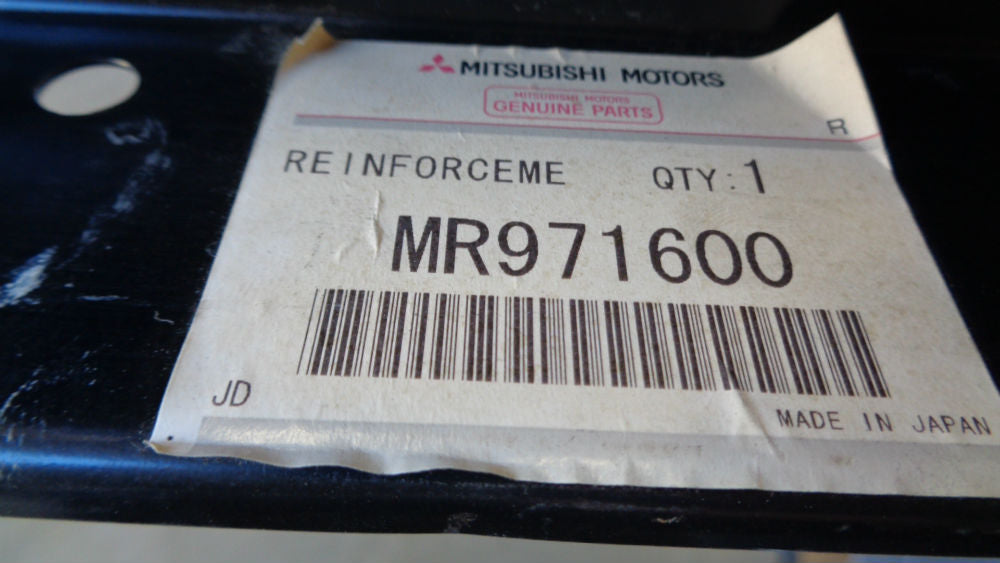 MITSUBISHI MOTORS
MITSUBISHI MOTORS
GENUINE PARTS
R
REINFORCEME QTY:1
MR971600
JD
MADE IN JAPAN